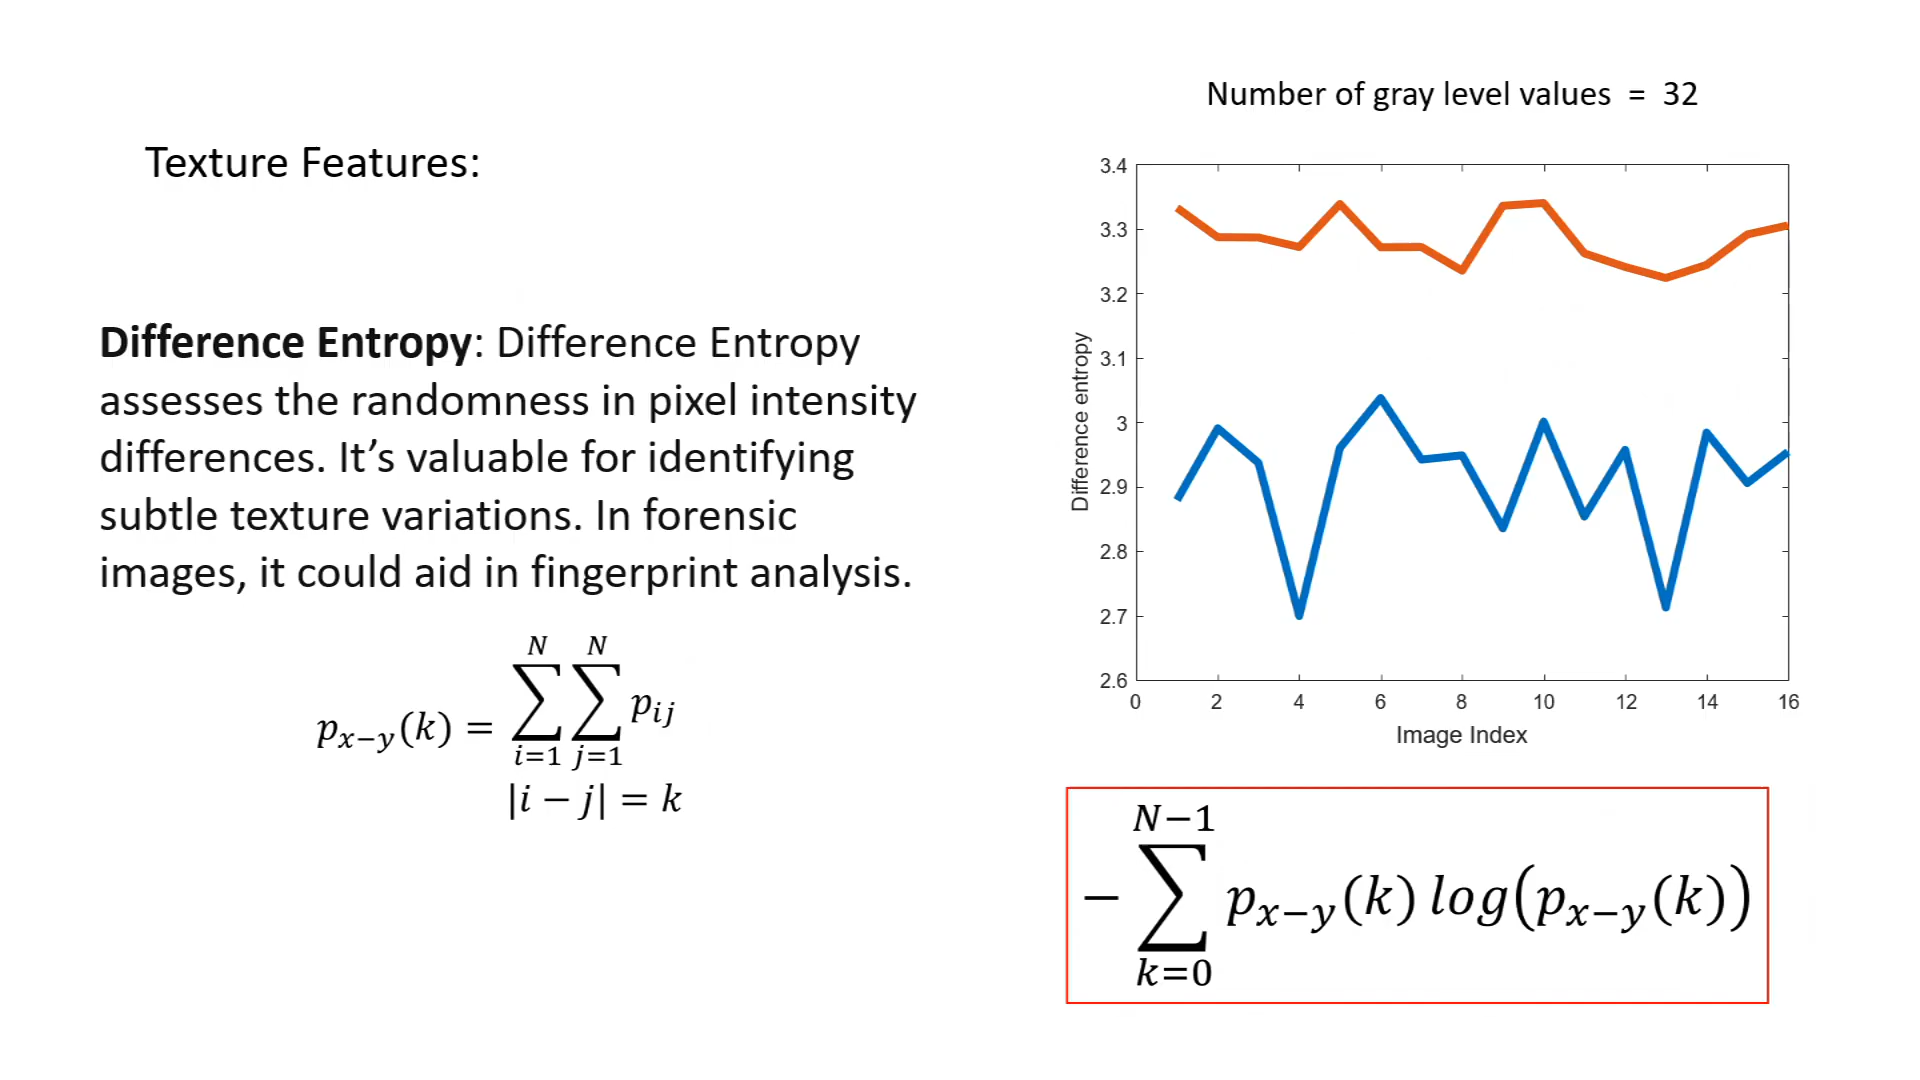 Texture Features:
Difference Entropy: Difference Entropy
assesses the randomness in pixel intensity
differences. It’s valuable for identifying
subtle texture variations. In forensic
images, it could aid in fingerprint analysis.
N N
p_{x−y}(k) = ∑ ∑ p_{ij}
i=1 j=1
|i − j| = k
Number of gray level values = 32
3.4
3.3
3.2
3.1
3
2.9
2.8
2.7
2.6
Difference entropy
0 2 4 6 8 10 12 14 16
Image Index
N−1
− ∑ p_{x−y}(k) log(p_{x−y}(k))
k=0